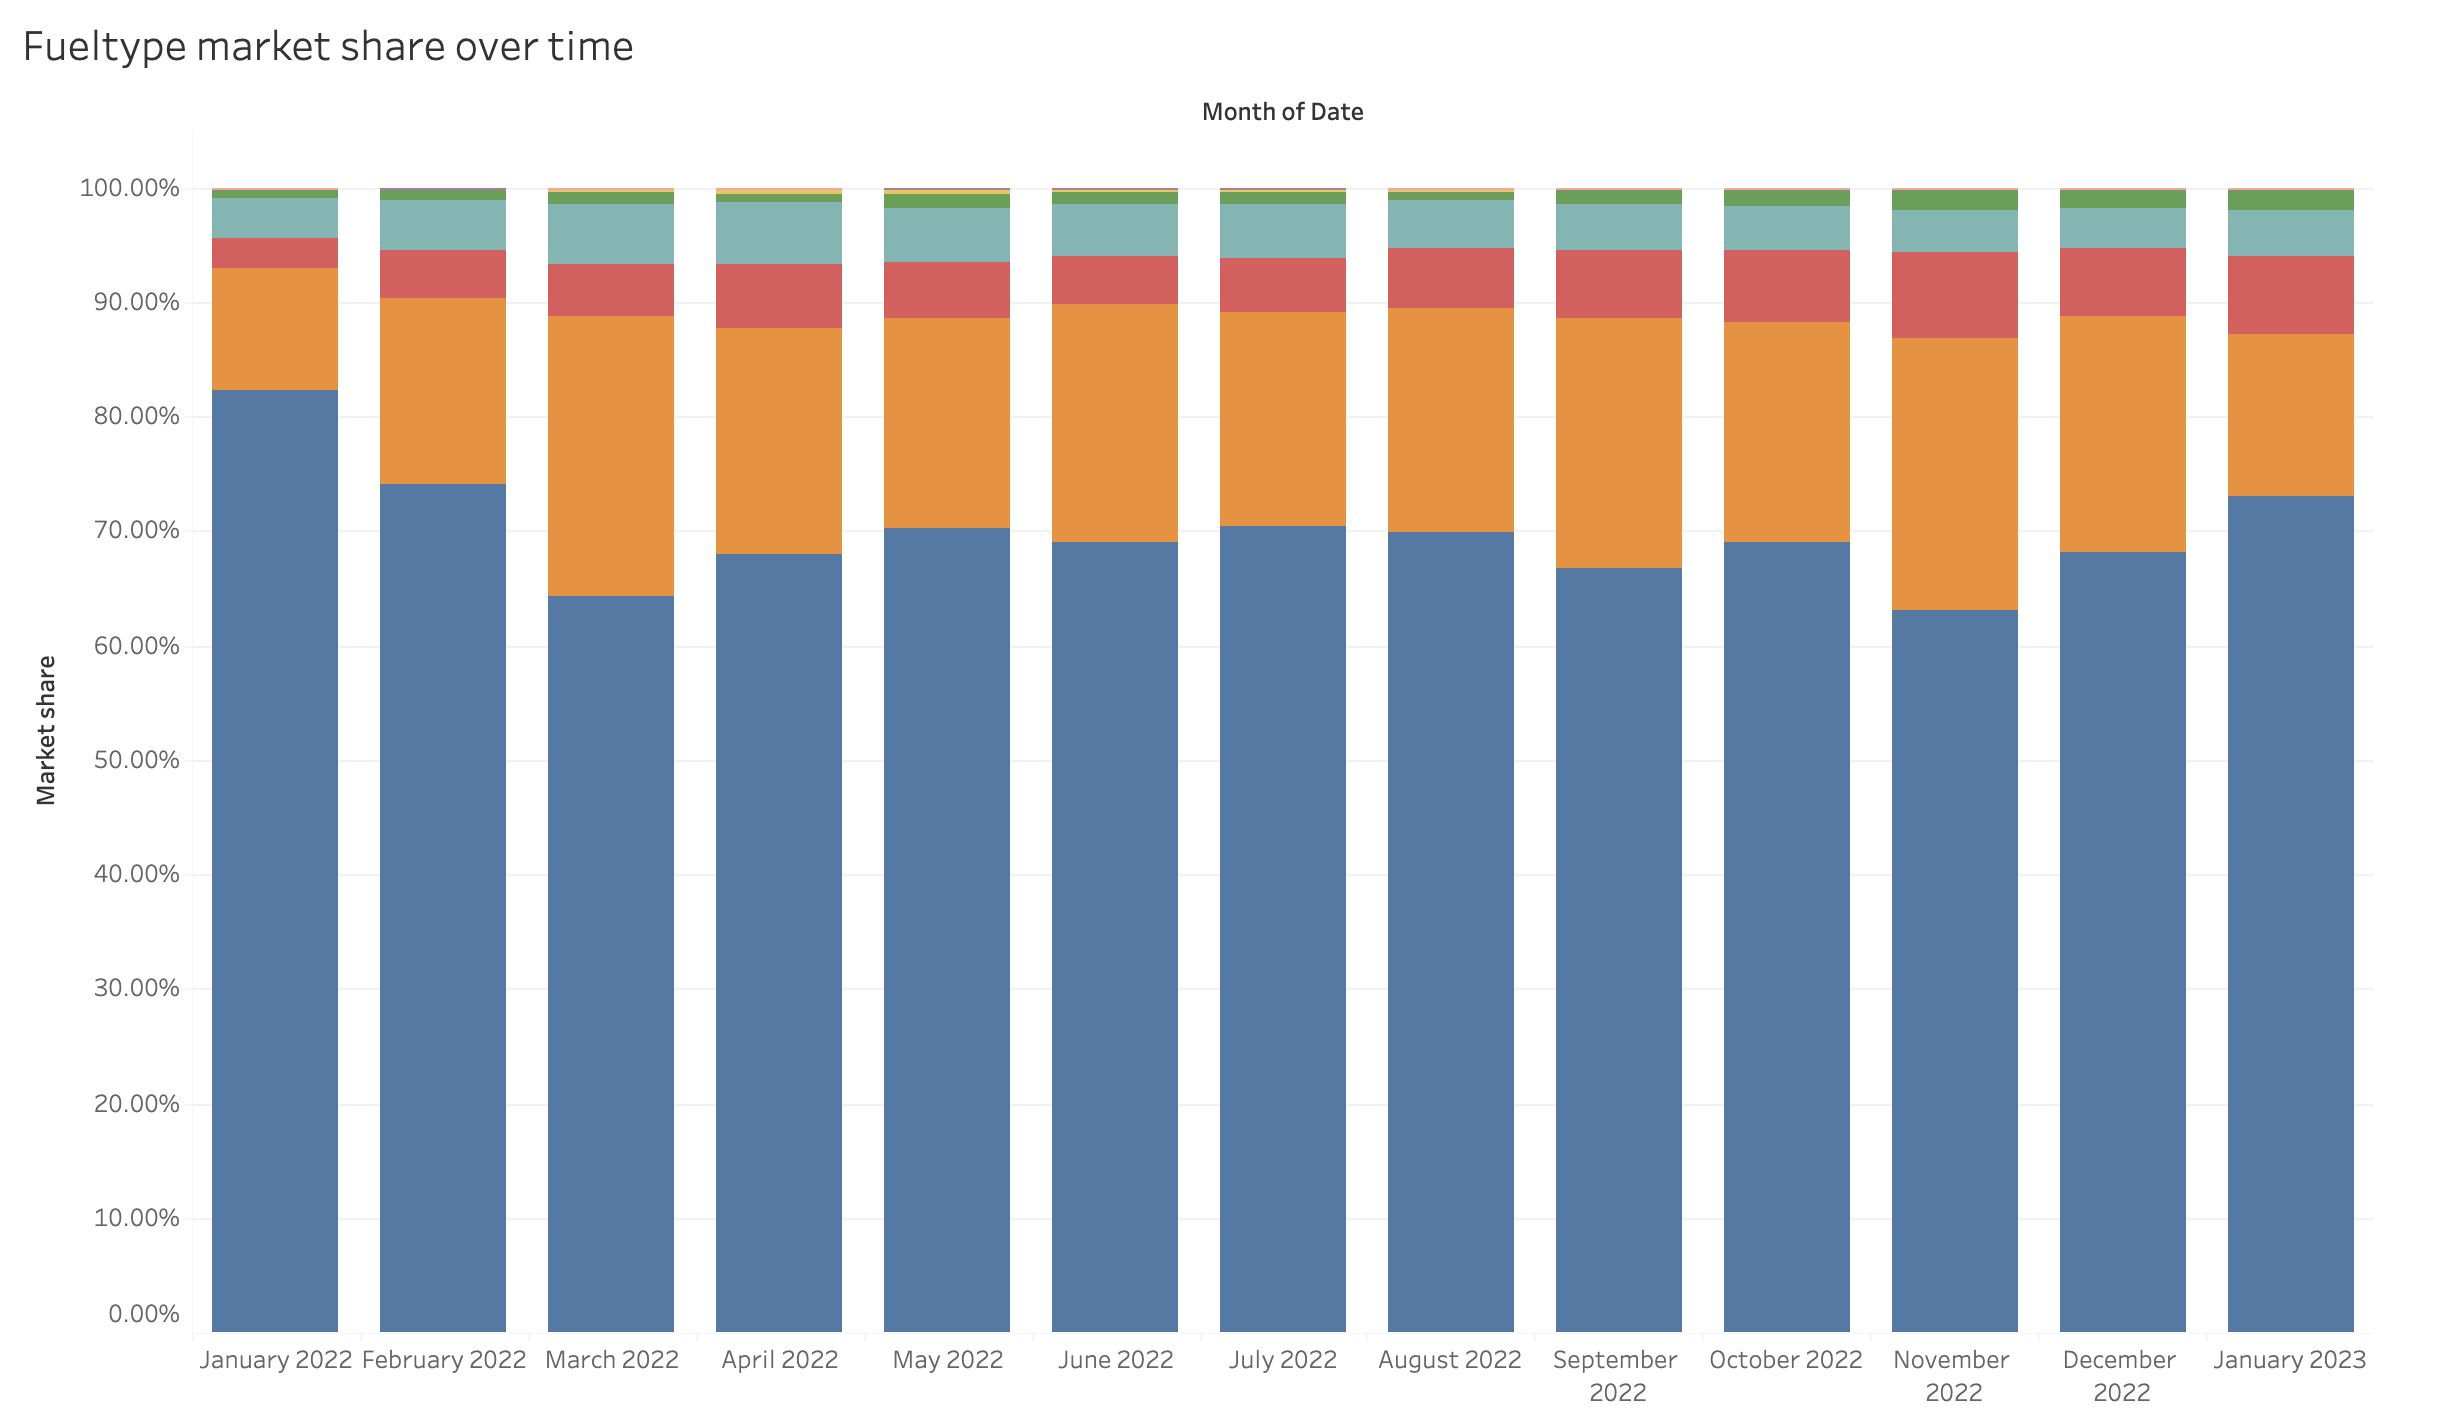 Fueltype market share over time
Month of Date
100.00%
90.00%
80.00%
70.00%
60.00%
50.00%
40.00%
30.00%
20.00%
10.00%
0.00%
Market share
January 2022
February 2022
March 2022
April 2022
May 2022
June 2022
July 2022
August 2022
September
2022
October 2022
November
2022
December
2022
January 2023